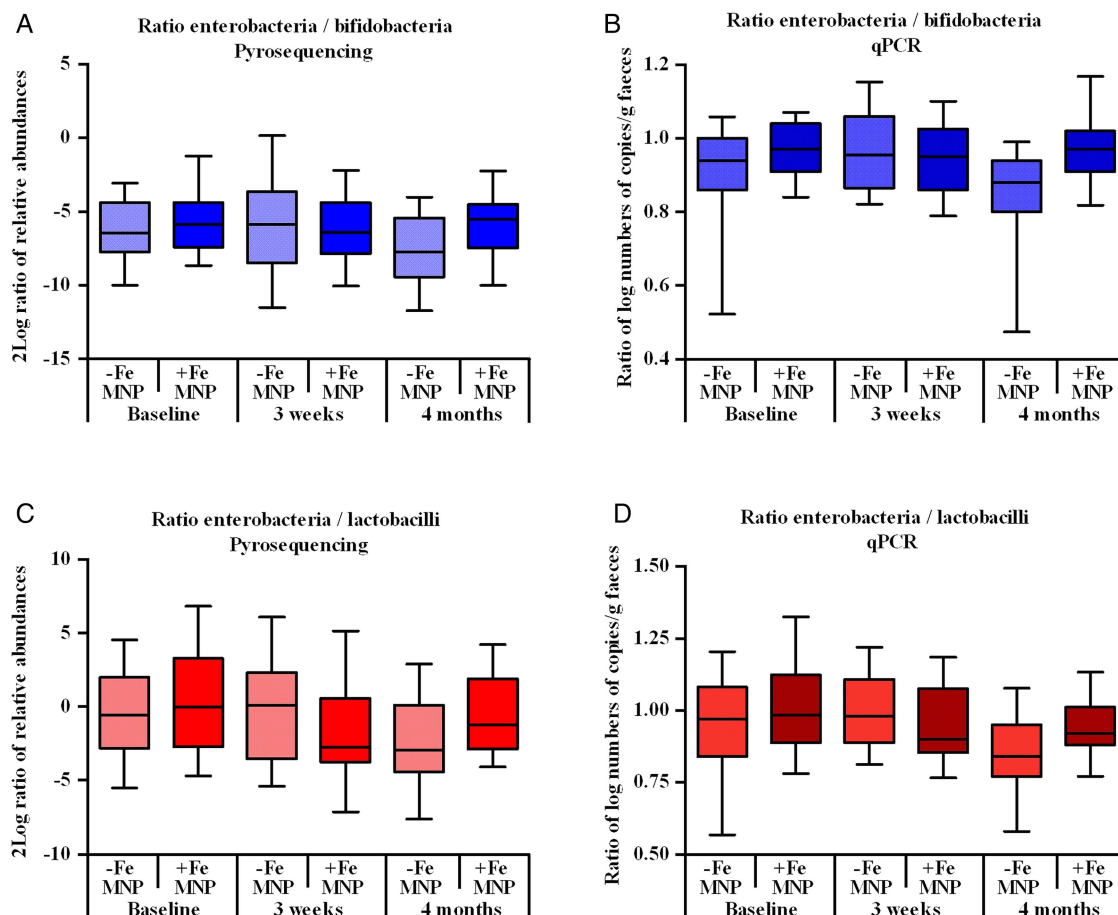 A
Ratio enterobacteria / bifidobacteria
Pyrosequencing
2Log ratio of relative abundances
5
0
-5
-10
-15
-Fe MNP
+Fe MNP
-Fe MNP
+Fe MNP
-Fe MNP
+Fe MNP
Baseline
3 weeks
4 months
B
Ratio enterobacteria / bifidobacteria
qPCR
Ratio of log numbers of copies/g faeces
1.2
1.0
0.8
0.6
0.4
-Fe MNP
+Fe MNP
-Fe MNP
+Fe MNP
-Fe MNP
+Fe MNP
Baseline
3 weeks
4 months
C
Ratio enterobacteria / lactobacilli
Pyrosequencing
2Log ratio of relative abundances
10
5
0
-5
-10
-Fe MNP
+Fe MNP
-Fe MNP
+Fe MNP
-Fe MNP
+Fe MNP
Baseline
3 weeks
4 months
D
Ratio enterobacteria / lactobacilli
qPCR
Ratio of log numbers of copies/g faeces
1.50
1.25
1.00
0.75
0.50
-Fe MNP
+Fe MNP
-Fe MNP
+Fe MNP
-Fe MNP
+Fe MNP
Baseline
3 weeks
4 months